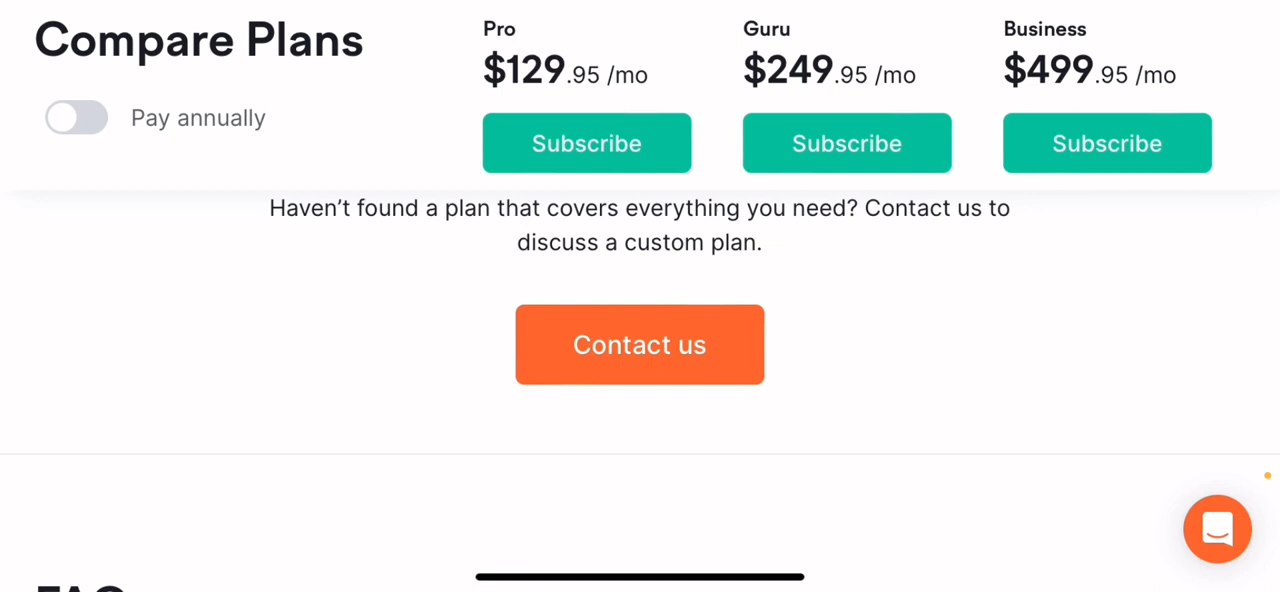 Compare Plans
Pay annually
Pro
$129.95 /mo
Subscribe
Guru
$249.95 /mo
Subscribe
Business
$499.95 /mo
Subscribe
Haven’t found a plan that covers everything you need? Contact us to
discuss a custom plan.
Contact us
FAQ